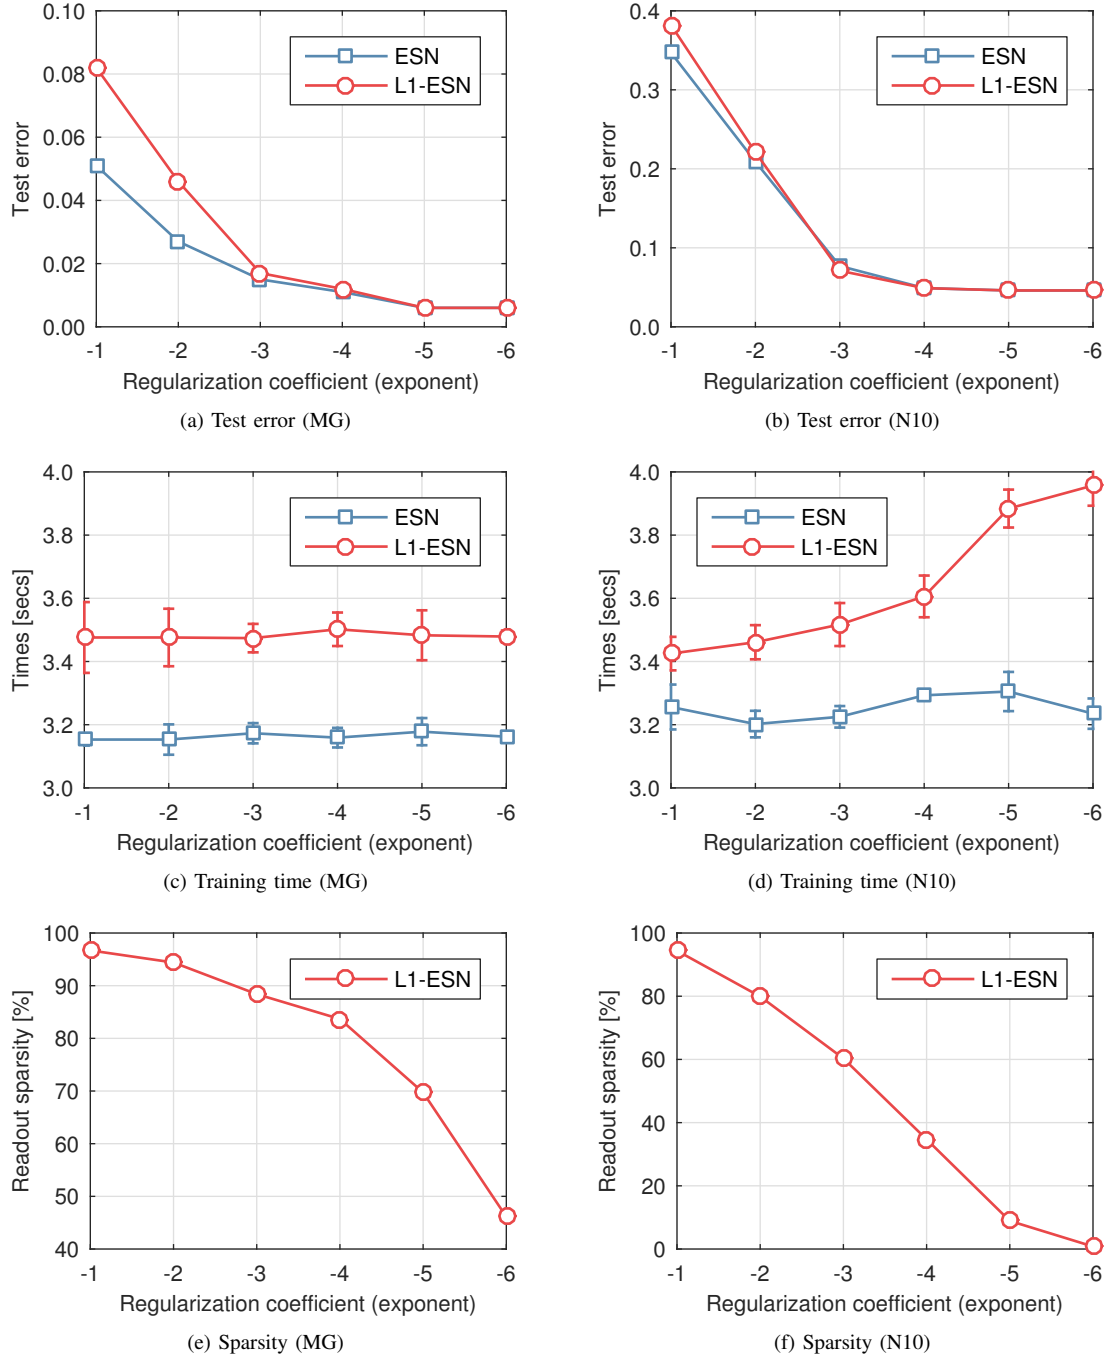 0.10
0.08
0.06
0.04
0.02
0.00
Test error
ESN
L1-ESN
-1 -2 -3 -4 -5 -6
Regularization coefficient (exponent)
(a) Test error (MG)
0.4
0.3
0.2
0.1
0.0
Test error
ESN
L1-ESN
-1 -2 -3 -4 -5 -6
Regularization coefficient (exponent)
(b) Test error (N10)
4.0
3.8
3.6
3.4
3.2
3.0
Times [secs]
ESN
L1-ESN
-1 -2 -3 -4 -5 -6
Regularization coefficient (exponent)
(c) Training time (MG)
4.0
3.8
3.6
3.4
3.2
3.0
Times [secs]
ESN
L1-ESN
-1 -2 -3 -4 -5 -6
Regularization coefficient (exponent)
(d) Training time (N10)
100
90
80
70
60
50
40
Readout sparsity [%]
L1-ESN
-1 -2 -3 -4 -5 -6
Regularization coefficient (exponent)
(e) Sparsity (MG)
100
80
60
40
20
0
Readout sparsity [%]
L1-ESN
-1 -2 -3 -4 -5 -6
Regularization coefficient (exponent)
(f) Sparsity (N10)